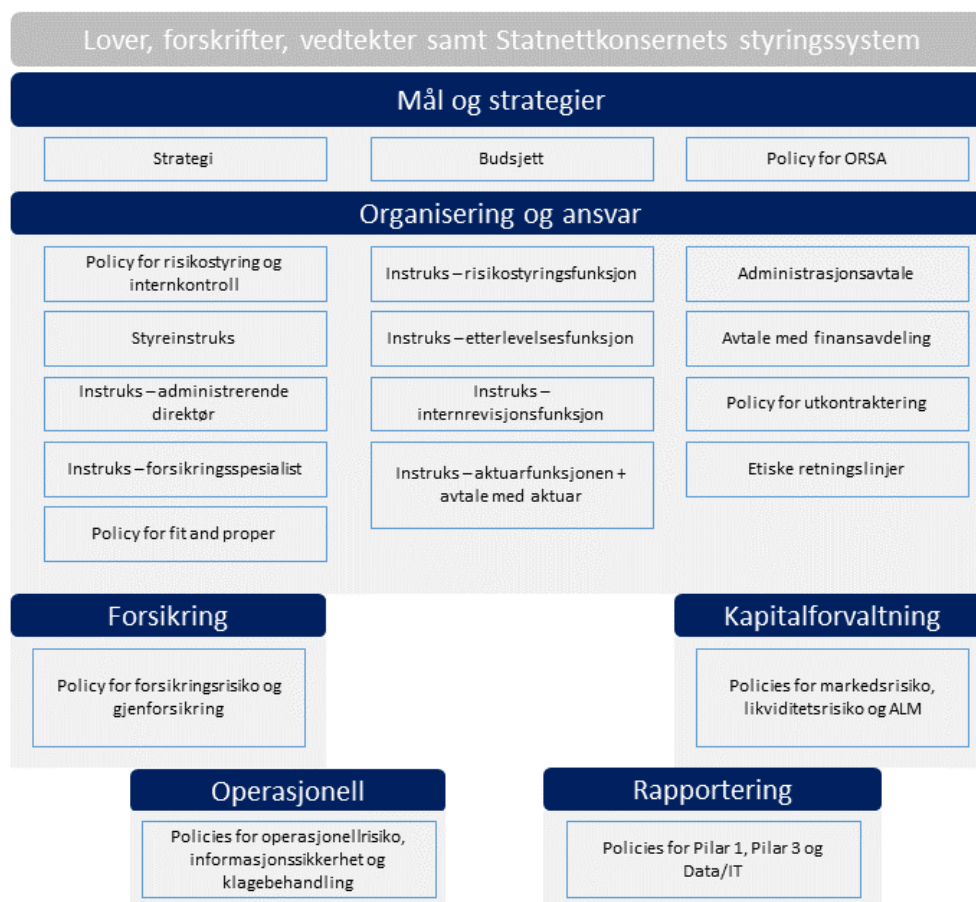 Lover, forskrifter, vedtekter samt Statnettkonsernets styringssystem
Mål og strategier
Strategi
Budsjett
Policy for ORSA
Organisering og ansvar
Policy for risikostyring og
internkontroll
Styreinstruks
Instruks – administrerende
direktør
Instruks – forsikringsspesialist
Policy for fit and proper
Instruks – risikostyringsfunksjon
Instruks – etterlevelsesfunksjon
Instruks –
internrevisjonsfunksjon
Instruks – aktuarfunksjonen +
avtale med aktuar
Administrasjonsavtale
Avtale med finansavdeling
Policy for utkontraktering
Etiske retningslinjer
Forsikring
Policy for forsikringsrisiko og
gjenforsikring
Kapitalforvaltning
Policies for markedsrisiko,
likviditetsrisiko og ALM
Operasjonell
Policies for operasjonellrisiko,
informasjonssikkerhet og
klagebehandling
Rapportering
Policies for Pilar 1, Pilar 3 og
Data/IT